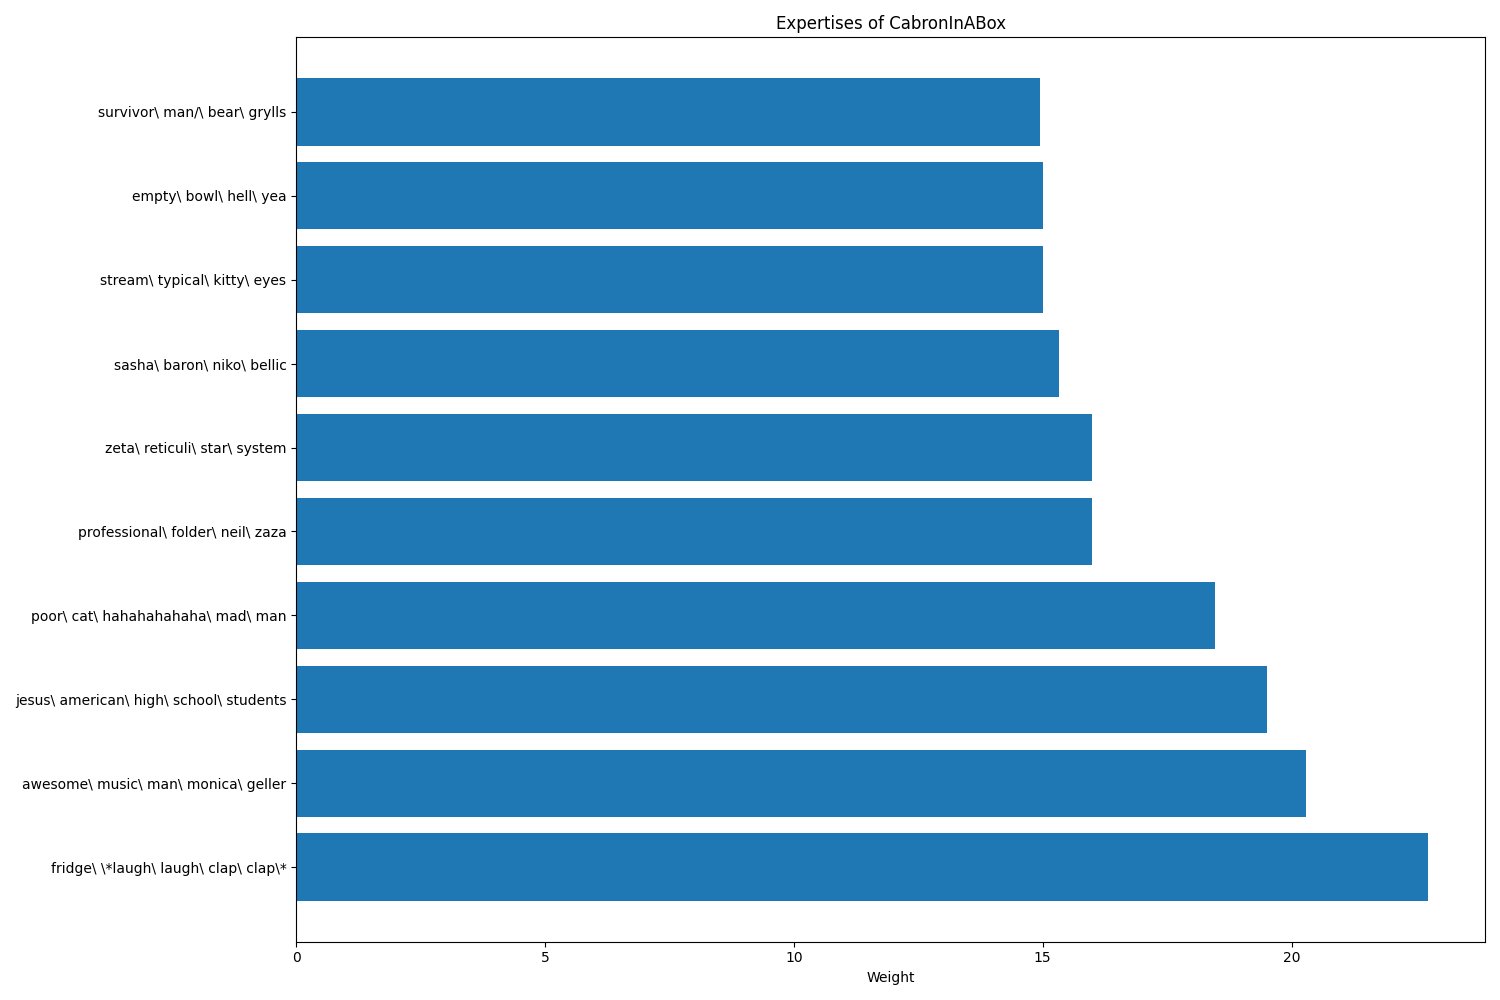 Expertises of CabronInABox
survivor\ man/\ bear\ grylls
empty\ bowl\ hell\ yea
stream\ typical\ kitty\ eyes
sasha\ baron\ niko\ bellic
zeta\ reticuli\ star\ system
professional\ folder\ neil\ zaza
poor\ cat\ hahahahahaha\ mad\ man
jesus\ american\ high\ school\ students
awesome\ music\ man\ monica\ geller
fridge\ \*laugh\ laugh\ clap\ clap\*
0 5 10 15 20
Weight